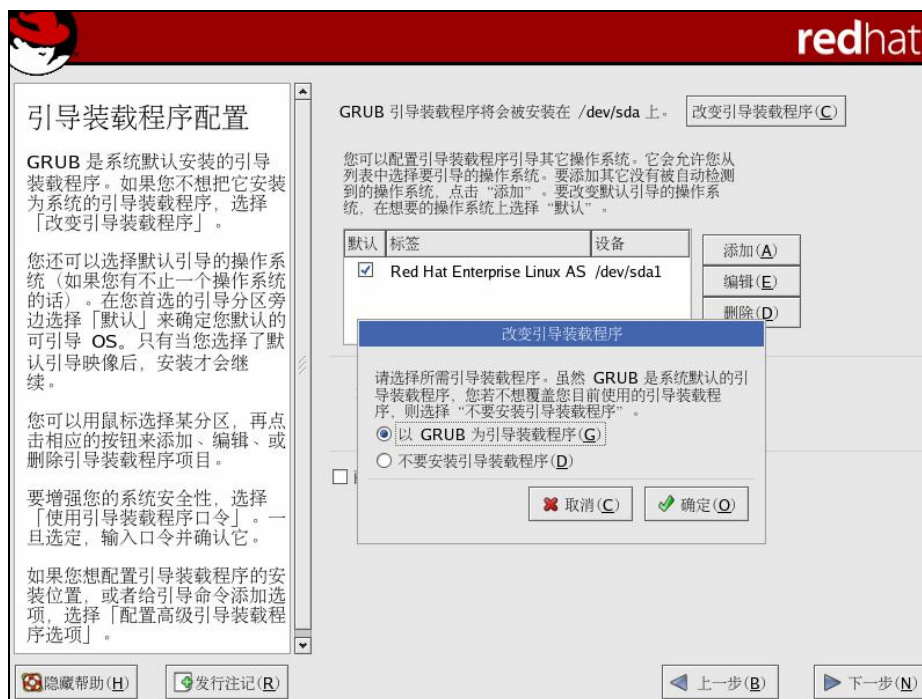 redhat
引导装载程序配置
GRUB 是系统默认安装的引导
装载程序。如果您不想把它安装
为系统的引导装载程序，选择
「改变引导装载程序」。
您还可以选择默认引导的操作系
统（如果您有不止一个操作系统
的话）。在您首选的引导分区旁
边选择「默认」来确定您默认的
可引导 OS。只有当您选择了默
认引导映像后，安装才会继
续。
您可以用鼠标选择某分区，再点
击相应的按钮来添加、编辑、或
删除引导装载程序项目。
要增强您的系统安全性，选择
「使用引导装载程序口令」。一
旦选定，输入口令并确认它。
如果您想配置引导装载程序的安
装位置，或者给引导命令添加选
项，选择「配置高级引导装载程
序选项」。
GRUB 引导装载程序将会被安装在 /dev/sda 上。
改变引导装载程序(C)
您可以配置引导装载程序引导其它操作系统。它会允许您从
列表中选择要引导的操作系统。要添加其它没有被自动检测
到的操作系统，点击 “添加”。要改变默认引导的操作系
统，在想要的操作系统上选择 “默认”。
默认 标签 设备
Red Hat Enterprise Linux AS /dev/sda1
添加(A)
编辑(E)
删除(D)
改变引导装载程序
请选择所需引导装载程序。虽然 GRUB 是系统默认的引
导装载程序，您若不想覆盖您目前使用的引导装载程
序，则选择 “不要安装引导装载程序”。
以 GRUB 为引导装载程序(G)
不要安装引导装载程序(D)
取消(C)
确定(O)
隐藏帮助(H)
发行注记(R)
上一步(B)
下一步(N)